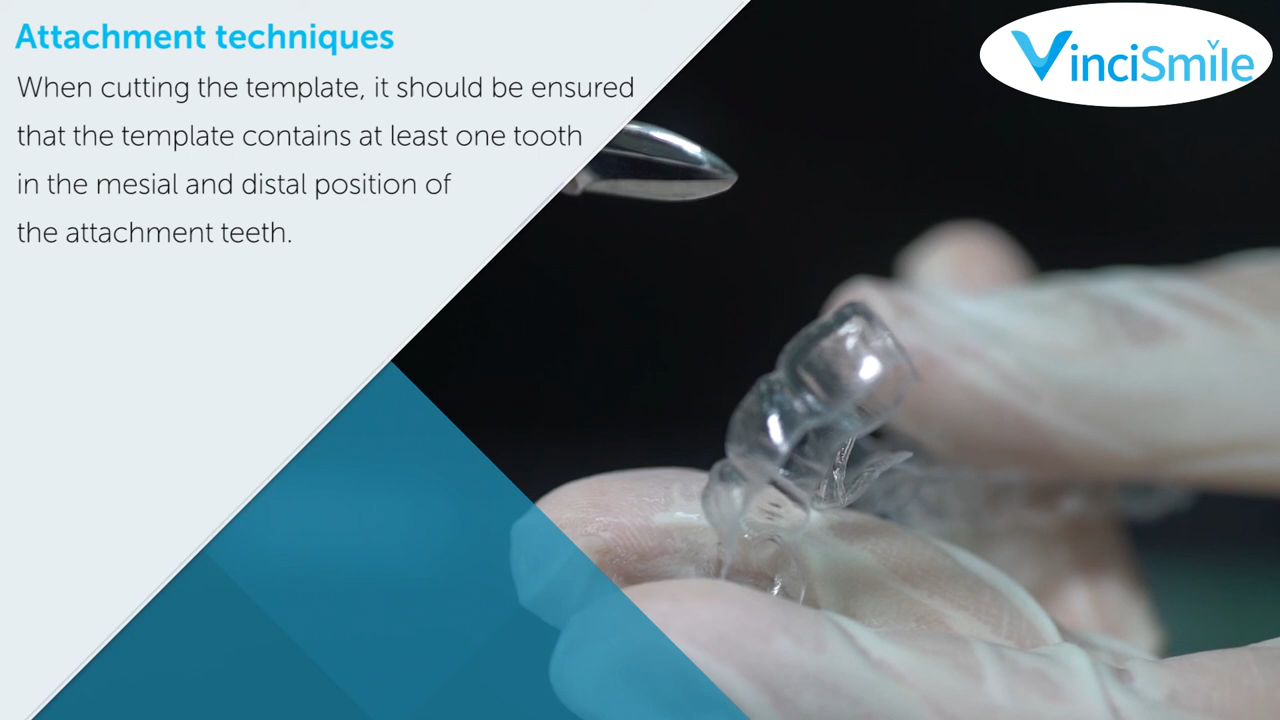 Attachment techniques
When cutting the template, it should be ensured
that the template contains at least one tooth
in the mesial and distal position of
the attachment teeth.
VinciSmile